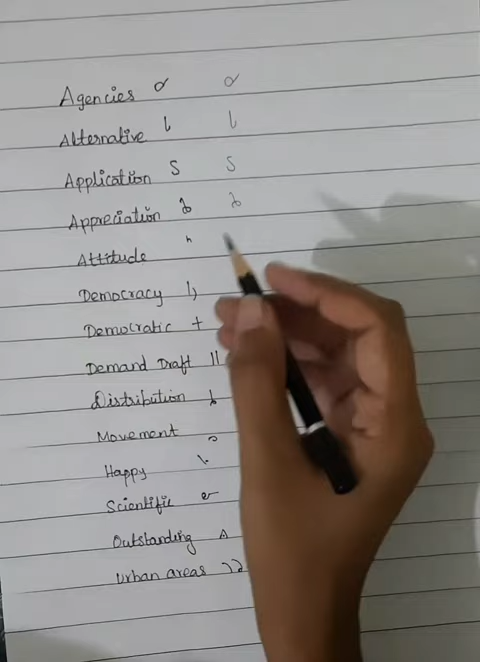 Agencies
Alternative
Application
Appreciation
Attitude
Democracy
Democratic
Demand Draft
Distribution
Movement
Happy
Scientific
Outstanding
Urban areas